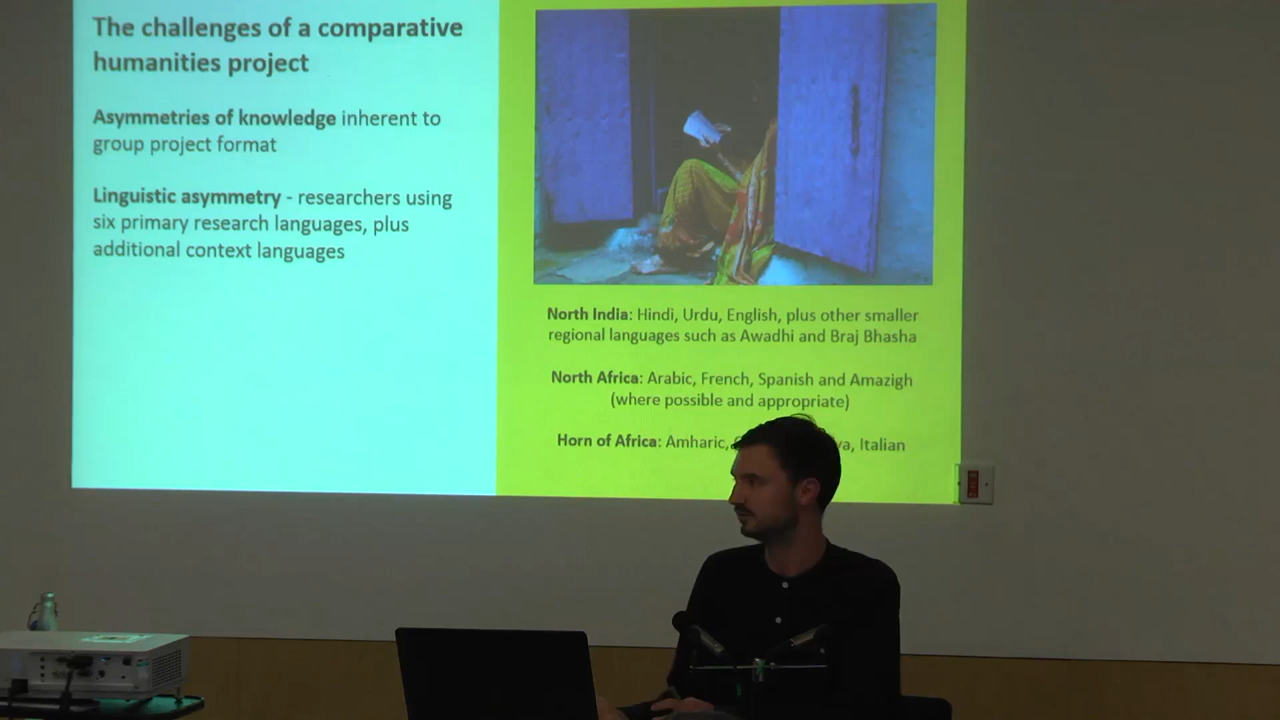 The challenges of a comparative
humanities project
Asymmetries of knowledge inherent to
group project format
Linguistic asymmetry - researchers using
six primary research languages, plus
additional context languages
North India: Hindi, Urdu, English, plus other smaller
regional languages such as Awadhi and Braj Bhasha
North Africa: Arabic, French, Spanish and Amazigh
(where possible and appropriate)
Horn of Africa: Amharic, Italian